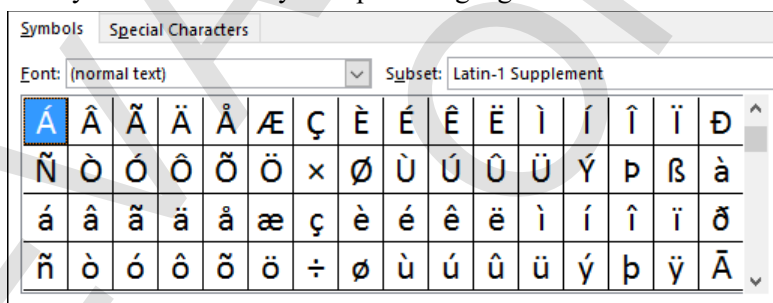 Symbols Special Characters
Font: (normal text) Subset: Latin-1 Supplement
Á Â Ã Ä Å Æ Ç È É Ê Ë Ì Í Î Ï Ð
Ñ Ò Ó Ô Õ Ö × Ø Ù Ú Û Ü Ý Þ ß à
á â ã ä å æ ç è é ê ë ì í î ï ð
ñ ò ó ô õ ö ÷ ø ù ú û ü ý þ ÿ Ā